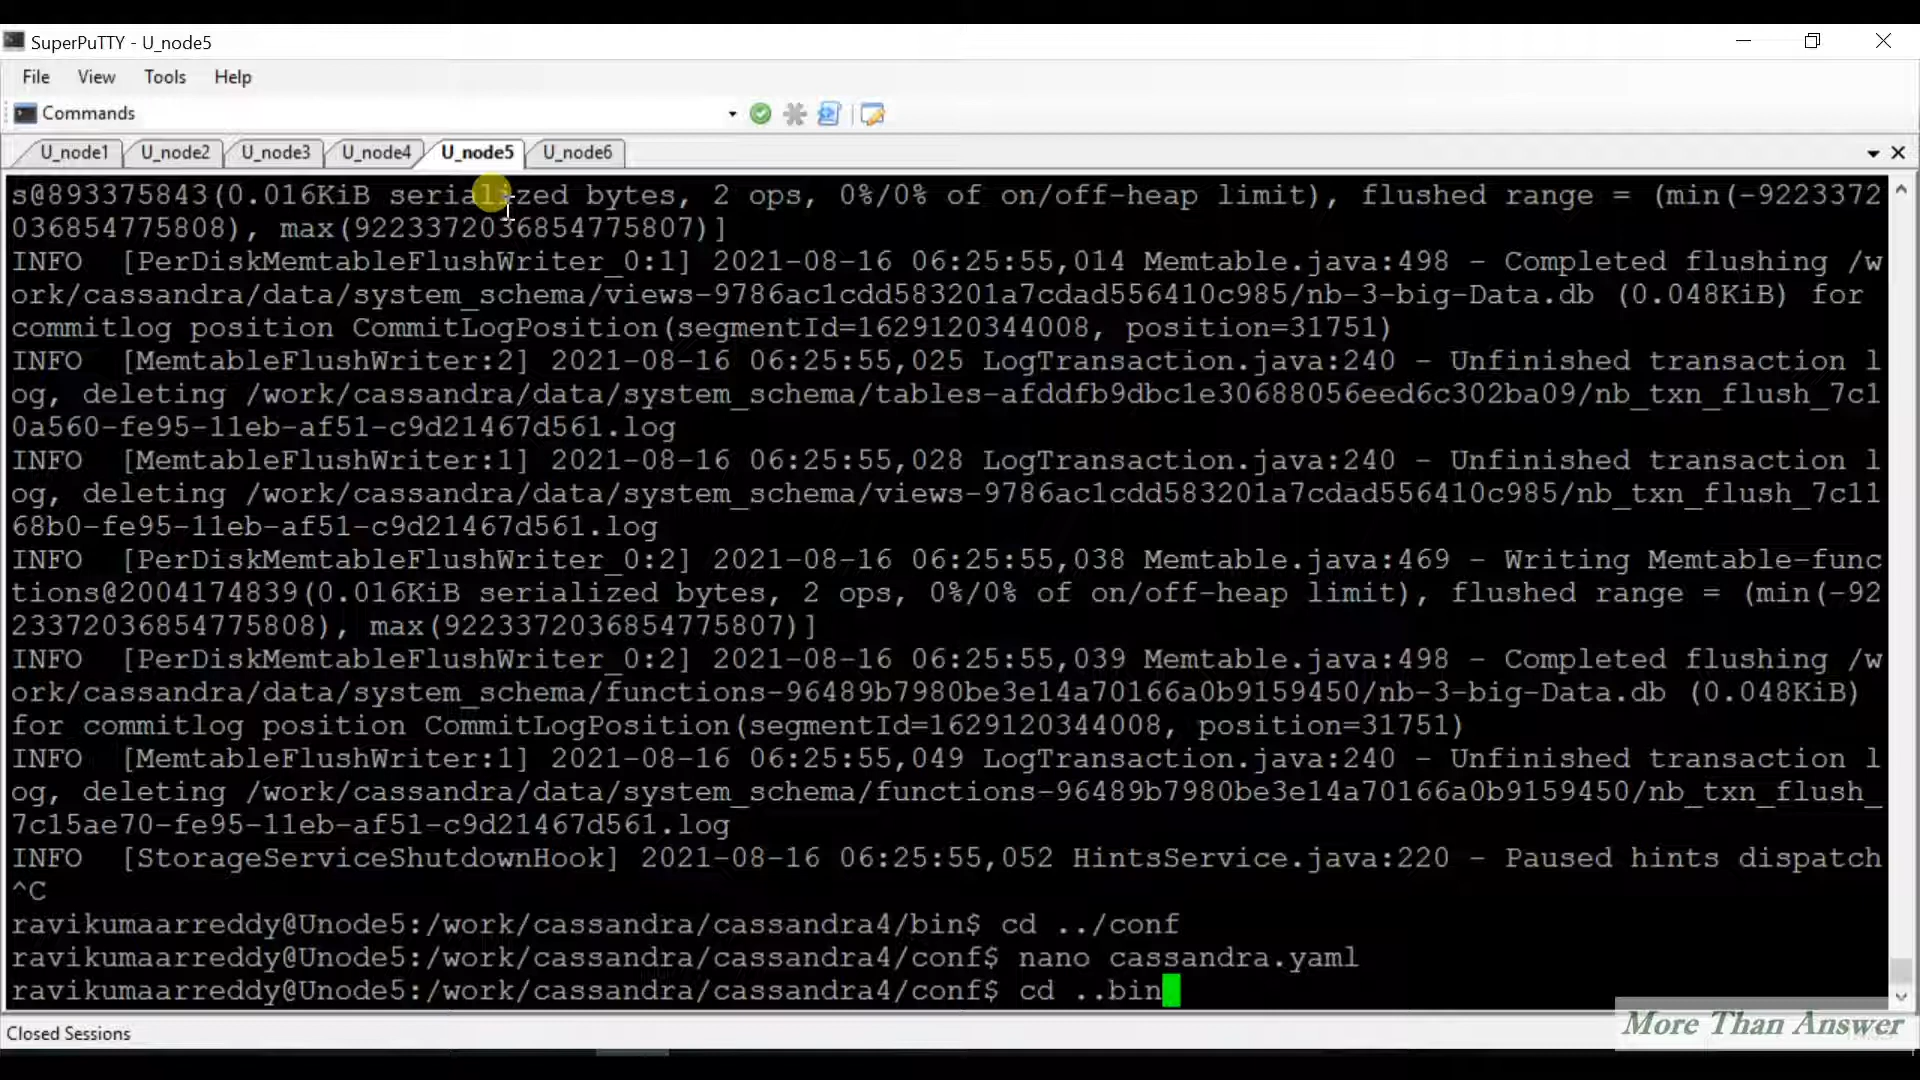 SuperPuTTY - U_node5
File View Tools Help
Commands
U_node1 U_node2 U_node3 U_node4 U_node5 U_node6
s@893375843(0.016KiB serialized bytes, 2 ops, 0%/0% of on/off-heap limit), flushed range = (min(-9223372
036854775808), max(9223372036854775807)]
INFO  [PerDiskMemtableFlushWriter_0:1] 2021-08-16 06:25:55,014 Memtable.java:498 - Completed flushing /w
ork/cassandra/data/system_schema/views-9786ac1cdd583201a7cdad556410c985/nb-3-big-Data.db (0.048KiB) for
commitlog position CommitLogPosition(segmentId=1629120344008, position=31751)
INFO  [MemtableFlushWriter:2] 2021-08-16 06:25:55,025 LogTransaction.java:240 - Unfinished transaction l
og, deleting /work/cassandra/data/system_schema/tables-afddfb9dbc1e30688056eed6c302ba09/nb_txn_flush_7c1
0a560-fe95-11eb-af51-c9d21467d561.log
INFO  [MemtableFlushWriter:1] 2021-08-16 06:25:55,028 LogTransaction.java:240 - Unfinished transaction l
og, deleting /work/cassandra/data/system_schema/views-9786ac1cdd583201a7cdad556410c985/nb_txn_flush_7c11
68b0-fe95-11eb-af51-c9d21467d561.log
INFO  [PerDiskMemtableFlushWriter_0:2] 2021-08-16 06:25:55,038 Memtable.java:469 - Writing Memtable-func
tions@2004174839(0.016KiB serialized bytes, 2 ops, 0%/0% of on/off-heap limit), flushed range = (min(-92
23372036854775808), max(9223372036854775807)]
INFO  [PerDiskMemtableFlushWriter_0:2] 2021-08-16 06:25:55,039 Memtable.java:498 - Completed flushing /w
ork/cassandra/data/system_schema/functions-96489b7980be3e14a70166a0b9159450/nb-3-big-Data.db (0.048KiB)
for commitlog position CommitLogPosition(segmentId=1629120344008, position=31751)
INFO  [MemtableFlushWriter:1] 2021-08-16 06:25:55,049 LogTransaction.java:240 - Unfinished transaction l
og, deleting /work/cassandra/data/system_schema/functions-96489b7980be3e14a70166a0b9159450/nb_txn_flush_
7c15ae70-fe95-11eb-af51-c9d21467d561.log
INFO  [StorageServiceShutdownHook] 2021-08-16 06:25:55,052 HintsService.java:220 - Paused hints dispatch
^C
ravikumaarreddy@Unode5:/work/cassandra/cassandra4/bin$ cd ../conf
ravikumaarreddy@Unode5:/work/cassandra/cassandra4/conf$ nano cassandra.yaml
ravikumaarreddy@Unode5:/work/cassandra/cassandra4/conf$ cd ..bin
Closed Sessions
More Than Answer